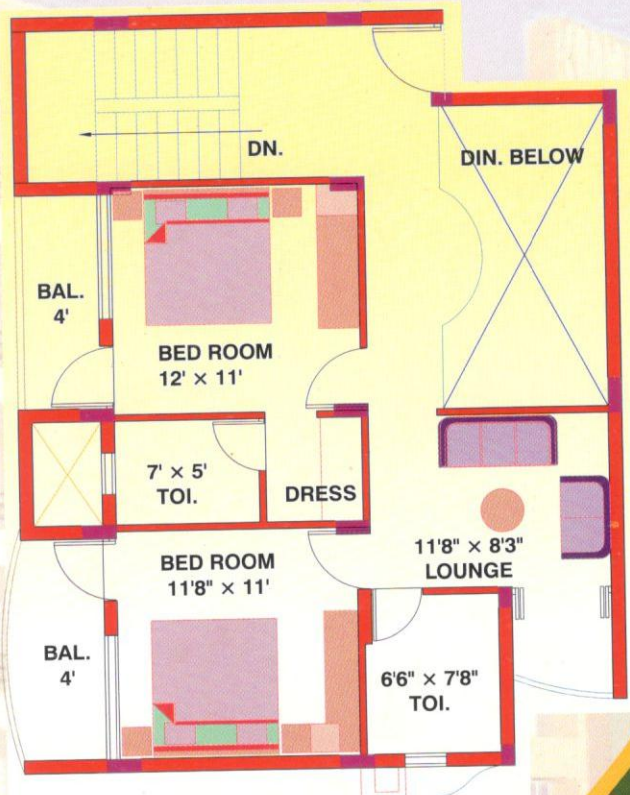 DN.
DIN. BELOW
BAL.
4'
BED ROOM
12' × 11'
7' × 5'
TOI.
DRESS
11'8" × 8'3"
LOUNGE
BED ROOM
11'8" × 11'
BAL.
4'
6'6" × 7'8"
TOI.